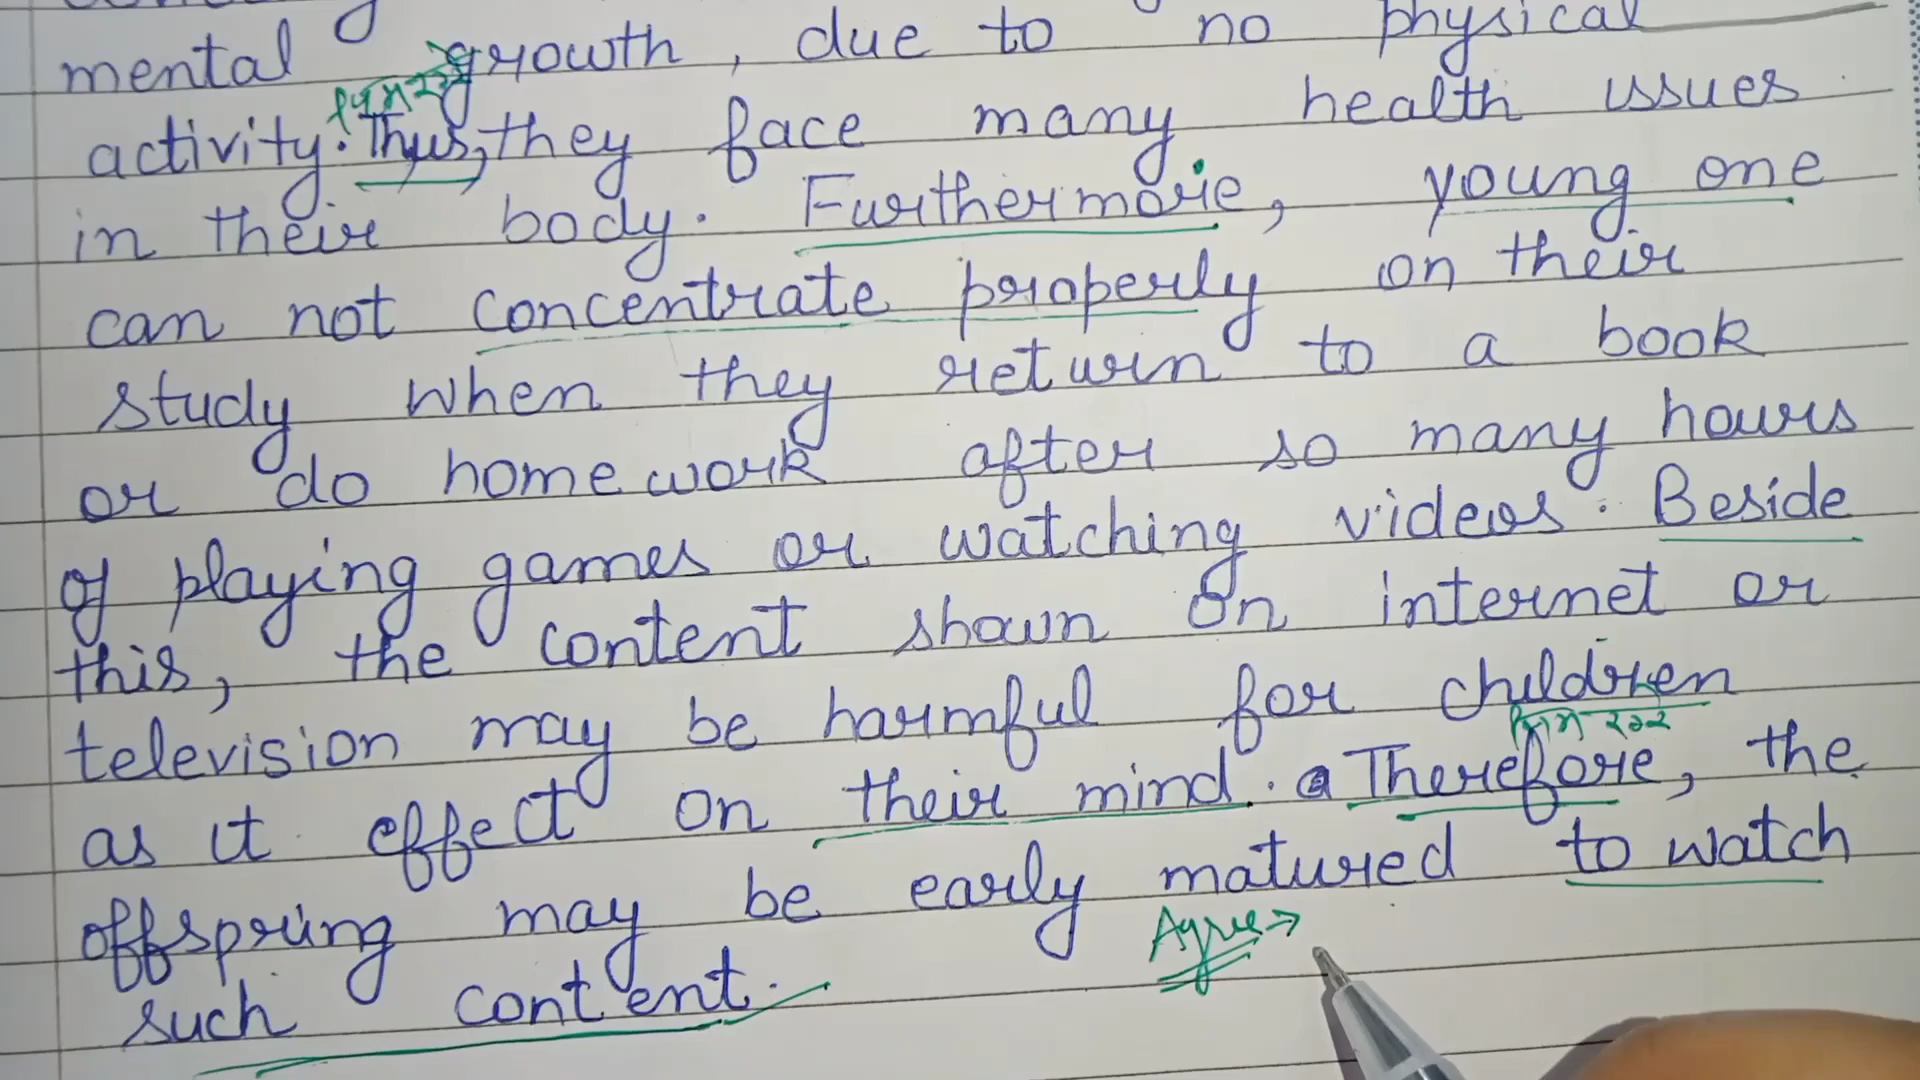 mental growth, due to no physical
activity. Thus, they face many health issues
in their body. Furthermore, young one
can not concentrate properly on their
study when they return to a book
or do homework after so many hours
of playing games or watching videos. Beside
this, the content shown on internet or
television may be harmful for children
as it effect on their mind. Therefore, the
offspring may be early matured to watch
Agree→
such content.